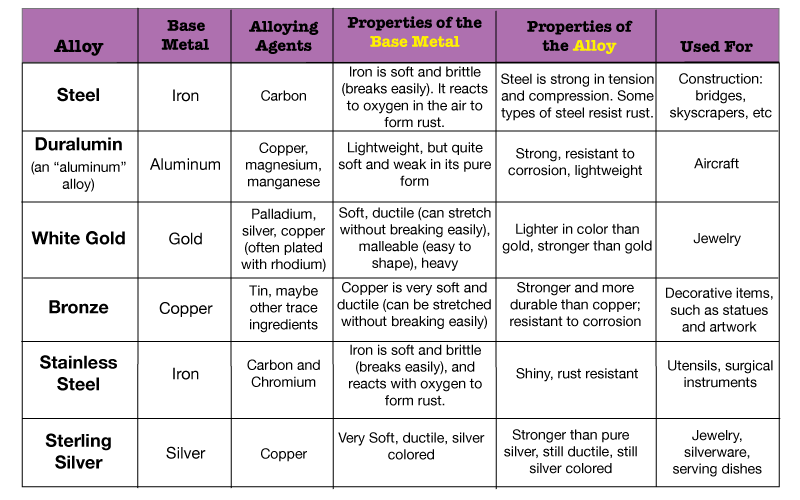 Alloy
Base
Metal
Alloying
Agents
Properties of the
Base Metal
Properties of
the Alloy
Used For
Steel
Iron
Carbon
Iron is soft and brittle
(breaks easily). It reacts
to oxygen in the air to
form rust.
Steel is strong in tension
and compression. Some
types of steel resist rust.
Construction:
bridges,
skyscrapers, etc
Duralumin
(an “aluminum”
alloy)
Aluminum
Copper,
magnesium,
manganese
Lightweight, but quite
soft and weak in its pure
form
Strong, resistant to
corrosion, lightweight
Aircraft
White Gold
Gold
Palladium,
silver, copper
(often plated
with rhodium)
Soft, ductile (can stretch
without breaking easily),
malleable (easy to
shape), heavy
Lighter in color than
gold, stronger than gold
Jewelry
Bronze
Copper
Tin, maybe
other trace
ingredients
Copper is very soft and
ductile (can be stretched
without breaking easily)
Stronger and more
durable than copper;
resistant to corrosion
Decorative items,
such as statues
and artwork
Stainless
Steel
Iron
Carbon and
Chromium
Iron is soft and brittle
(breaks easily), and
reacts with oxygen to
form rust.
Shiny, rust resistant
Utensils, surgical
instruments
Sterling
Silver
Silver
Copper
Very Soft, ductile, silver
colored
Stronger than pure
silver, still ductile, still
silver colored
Jewelry,
silverware,
serving dishes